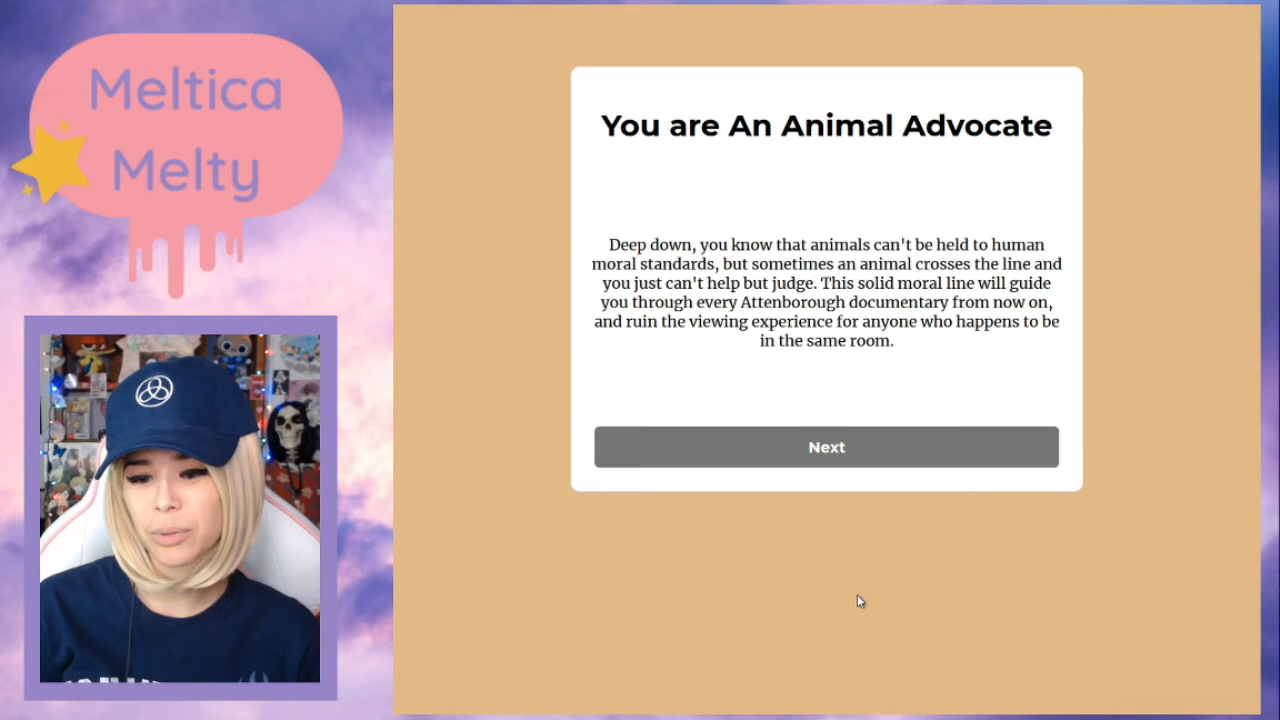 Meltica
Melty
You are An Animal Advocate
Deep down, you know that animals can't be held to human
moral standards, but sometimes an animal crosses the line and
you just can't help but judge. This solid moral line will guide
you through every Attenborough documentary from now on,
and ruin the viewing experience for anyone who happens to be
in the same room.
Next